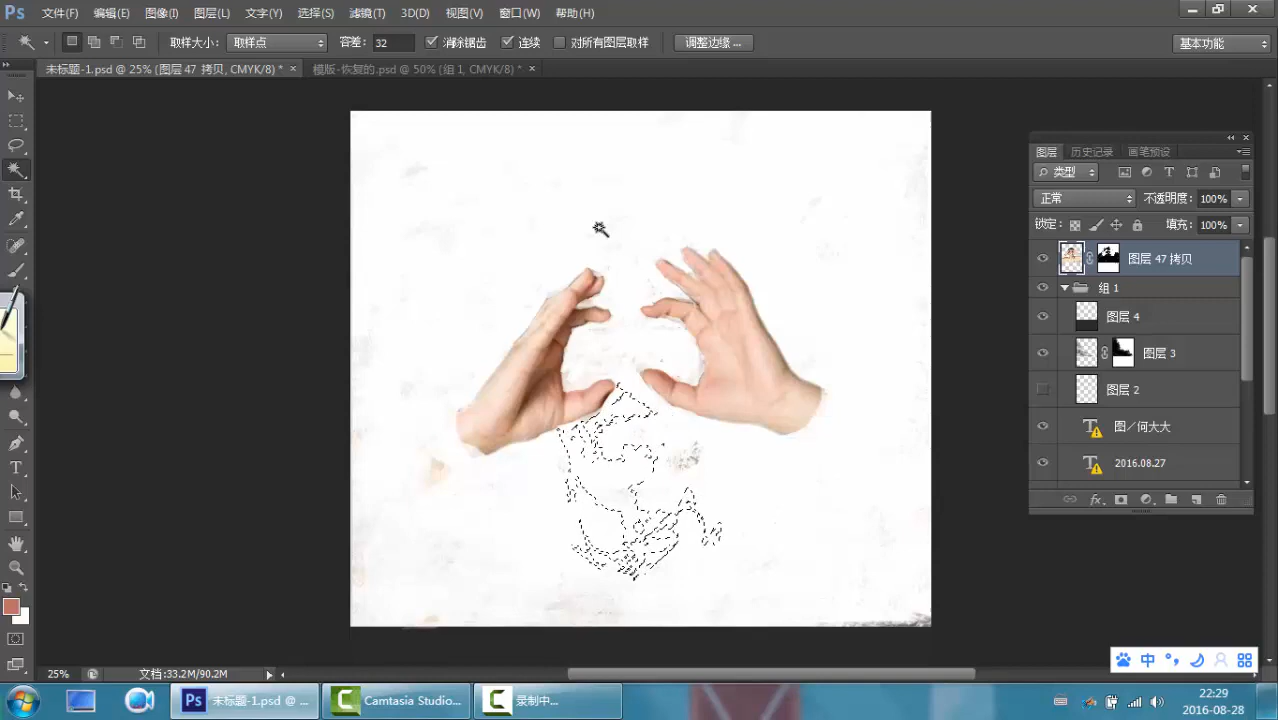 Ps 文件(F) 编辑(E) 图像(I) 图层(L) 文字(Y) 选择(S) 滤镜(T) 3D(D) 视图(V) 窗口(W) 帮助(H)
取样大小: 取样点 容差: 32 消除锯齿 连续 对所有图层取样 调整边缘 ... 基本功能
未标题-1.psd @ 25% (图层 47 拷贝, CMYK/8) * × 模版-恢复的.psd @ 50% (组 1, CMYK/8) * ×
图层 历史记录 画笔预设
类型
正常 不透明度: 100%
锁定: 填充: 100%
图层 47 拷贝
组 1
图层 4
图层 3
图层 2
T 图／何大大
T 2016.08.27
25% 文档:33.2M/90.2M
中
Ps 未标题-1.psd @ ... Camtasia Studio... 录制中...
22:29
2016-08-28